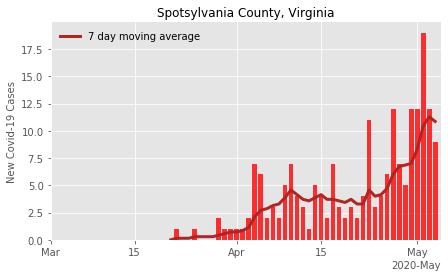 Spotsylvania County, Virginia
7 day moving average
New Covid-19 Cases
17.5
15.0
12.5
10.0
7.5
5.0
2.5
0.0
Mar
15
Apr
15
May
2020-May